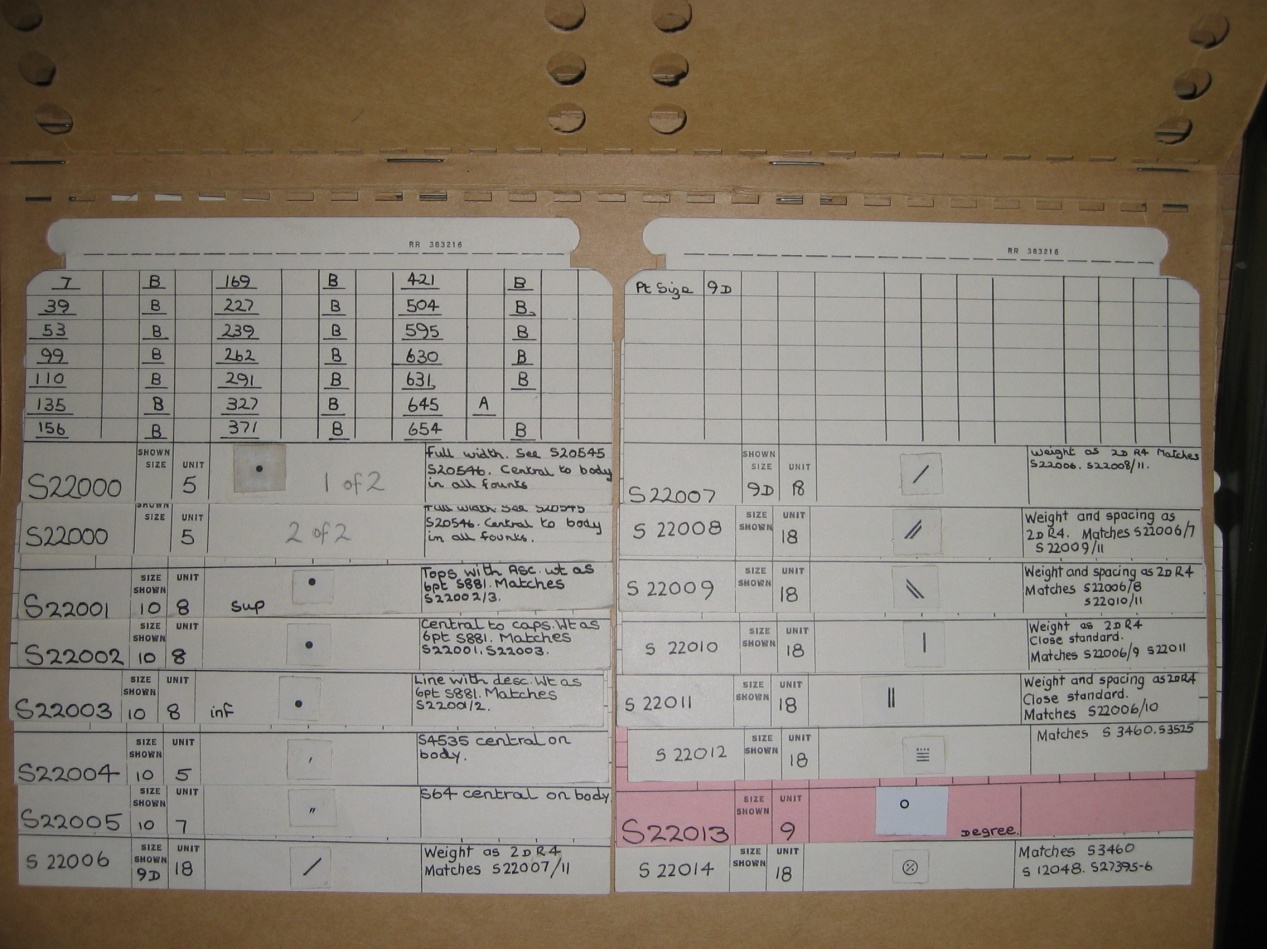 RR 383216
7 B 169 B 421 B
39 B 227 B 504 B
53 B 239 B 595 B
99 B 262 B 630 B
110 B 291 B 631 B
135 B 327 B 645 A
156 B 371 B 654 B
S22000
SHOWN
SIZE
UNIT
5
•
1 of 2
Full width. See S20545
S20546. Central to body
in all founts
S22000
SHOWN
SIZE
UNIT
5
2 of 2
Full width See S20545
S20546. Central to body
in all founts.
S22001
SIZE
SHOWN
10
UNIT
8
sup
•
Tops with Asc. wt as
6pt S881. Matches
S22002/3.
S22002
SIZE
SHOWN
10
UNIT
8
•
Central to caps. Wt as
6pt S881. Matches
S22001. S22003.
S22003
SIZE
SHOWN
10
UNIT
8
inf
•
Line with desc. Wt as
6pt S881. Matches
S22001/2.
S22004
SIZE
SHOWN
10
UNIT
5
′
S4535 central on
body.
S22005
SIZE
SHOWN
10
UNIT
7
″
S64 central on body
S 22006
SIZE
SHOWN
9D
UNIT
18
/
Weight as 2D R4
Matches S22007/11
RR 383216
Pt Size 9D
S22007
SHOWN
SIZE
9D
UNIT
18
/
Weight as 2D R4 Matches
S22006. S22008/11.
S 22008
SIZE
SHOWN
UNIT
18
//
Weight and spacing as
2D R4. Matches S22006/7
S22009/11
S 22009
SIZE
SHOWN
UNIT
18
\\
Weight and spacing as 2D R4
Matches S22006/8
S22010/11
S 22010
SIZE
SHOWN
UNIT
18
|
Weight as 2D R4
Close standard.
Matches S22006/9 S22011
S 22011
SIZE
SHOWN
UNIT
18
||
Weight and spacing as 2D R4
Close standard.
Matches S22006/10
S 22012
SIZE
SHOWN
UNIT
18
Matches S3460. S3525
S22013
SIZE
SHOWN
UNIT
9
°
Degree.
S 22014
SIZE
SHOWN
UNIT
18
Matches S3460
S 12048. S27395-6